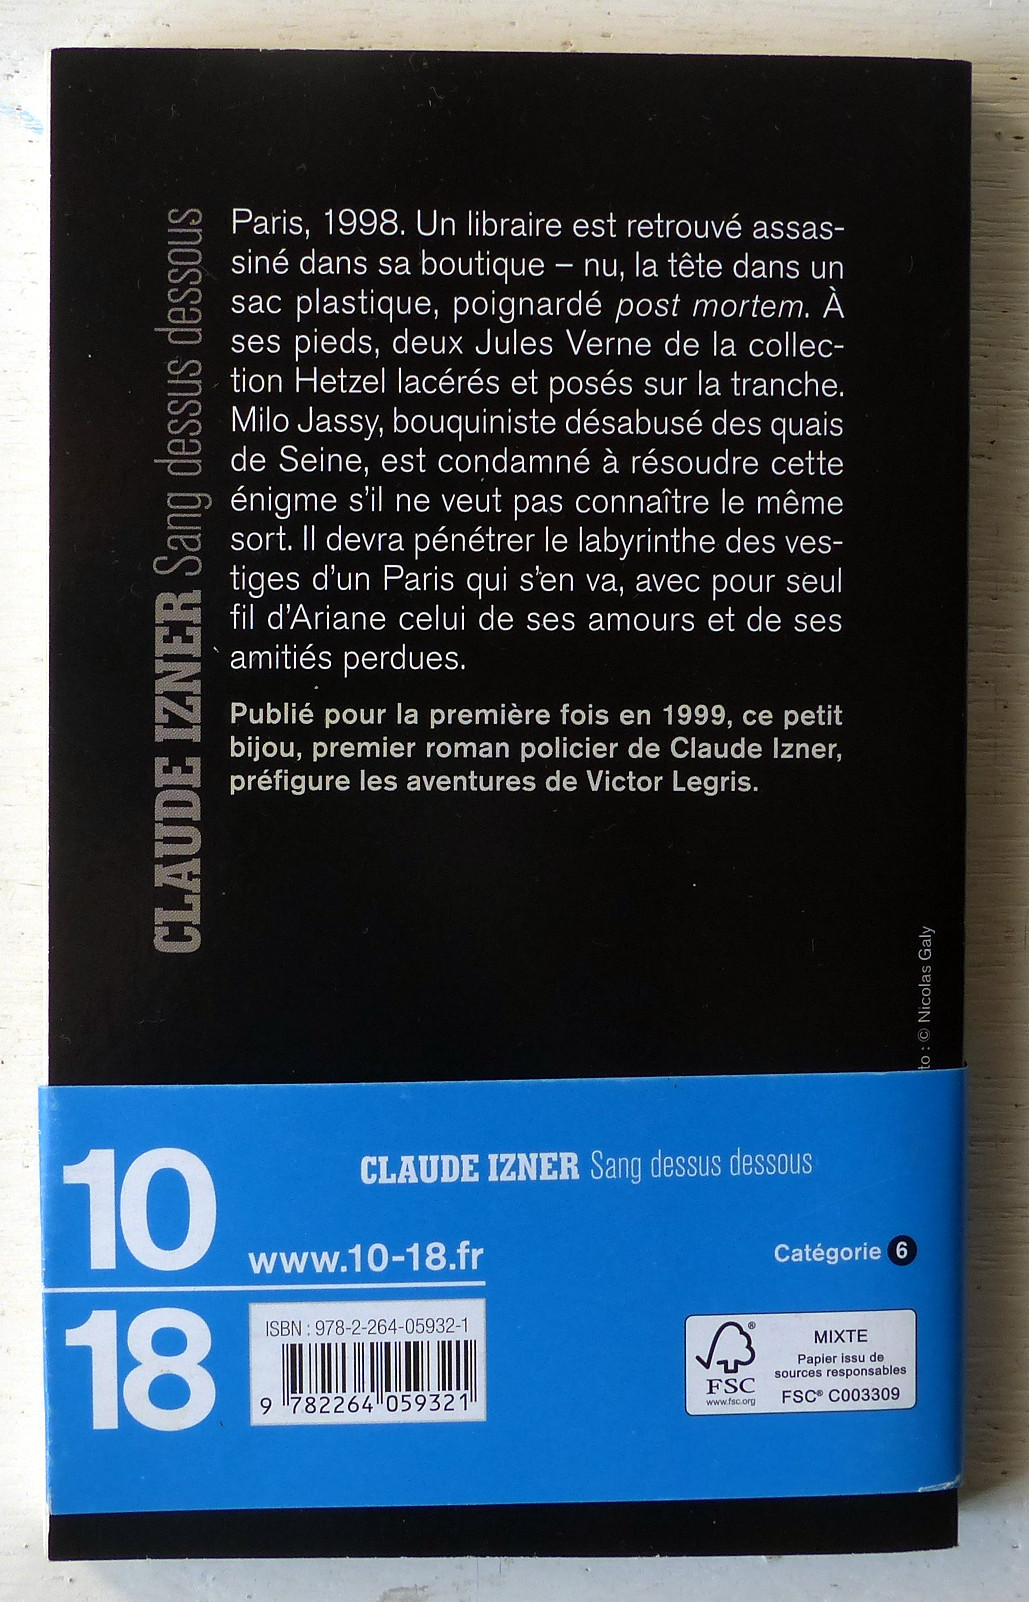 CLAUDE IZNER Sang dessus dessous
Paris, 1998. Un libraire est retrouvé assas-
siné dans sa boutique – nu, la tête dans un
sac plastique, poignardé post mortem. À
ses pieds, deux Jules Verne de la collec-
tion Hetzel lacérés et posés sur la tranche.
Milo Jassy, bouquiniste désabusé des quais
de Seine, est condamné à résoudre cette
énigme s’il ne veut pas connaître le même
sort. Il devra pénétrer le labyrinthe des ves-
tiges d’un Paris qui s’en va, avec pour seul
fil d’Ariane celui de ses amours et de ses
amitiés perdues.
Publié pour la première fois en 1999, ce petit
bijou, premier roman policier de Claude Izner,
préfigure les aventures de Victor Legris.
to : © Nicolas Galy
CLAUDE IZNER Sang dessus dessous
10
18
www.10-18.fr
Catégorie 6
ISBN : 978-2-264-05932-1
9 782264 059321
FSC
www.fsc.org
MIXTE
Papier issu de
sources responsables
FSC® C003309